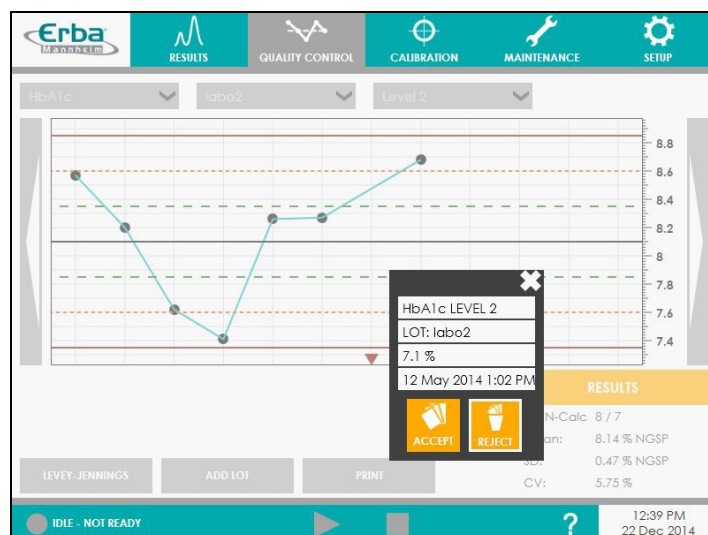 Erba
Mannheim
RESULTS
QUALITY CONTROL
CALIBRATION
MAINTENANCE
SETUP
HbA1c
labo2
Level 2
8.8
8.6
8.4
8.2
8
7.8
7.6
7.4
HbA1c LEVEL 2
LOT: labo2
7.1 %
12 May 2014 1:02 PM
ACCEPT
REJECT
RESULTS
N-Calc 8 / 7
an: 8.14 % NGSP
SD: 0.47 % NGSP
CV: 5.75 %
LEVEY-JENNINGS
ADD LOT
PRINT
IDLE - NOT READY
?
12:39 PM
22 Dec 2014